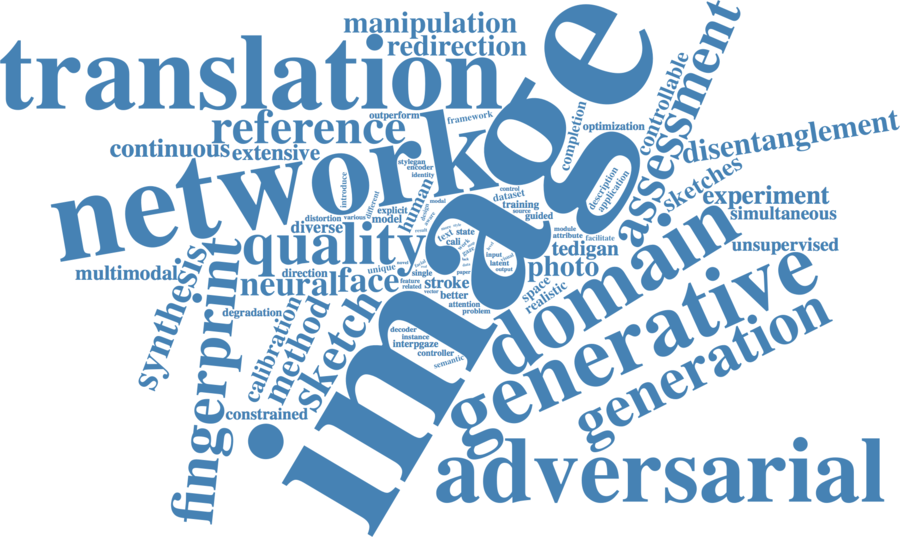 manipulation
redirection
translation
image
assessment
controllable
completion
optimization
outperform
framework
reference
continuous
extensive
network
stylegan
encoder
identity
disentanglement
sketches
description
application
experiment
simultaneous
unsupervised
introduce
different
human
explicit
model
modal
control
dataset
training
source
guided
distortion
various
diverse
quality
text
state
cali
module
attribute
facilitate
tedigan
photo
domain
multimodal
synthesis
fingerprint
direction
neural
face
unique
novel
single
feature
related
stroke
better
vector
paper
input
latent
output
attention
problem
space
realistic
degradation
calibration
method
sketch
constrained
decoder
instance
interpgaze
controller
semantic
generative
generation
adversarial